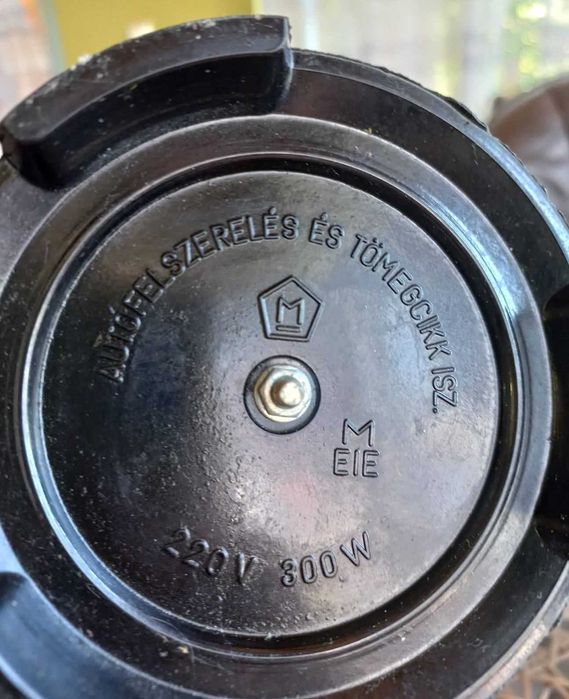 AUTÓFELSZERELÉS ÉS TÖMEGCIKK ISZ.
M
M
EIE
220V 300W